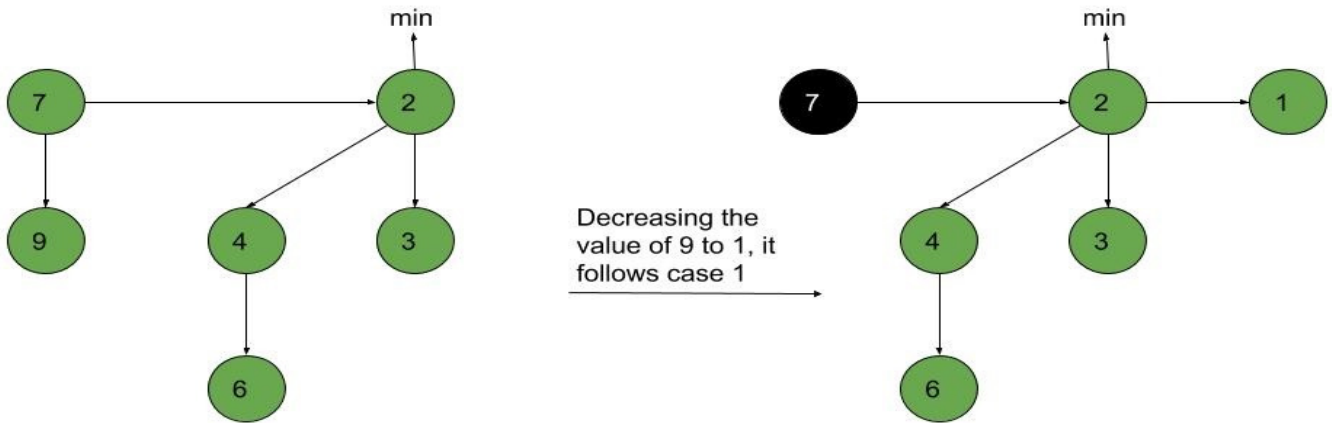 min
min
7
2
7
2
1
9
4
3
Decreasing the
value of 9 to 1, it
follows case 1
4
3
6
6